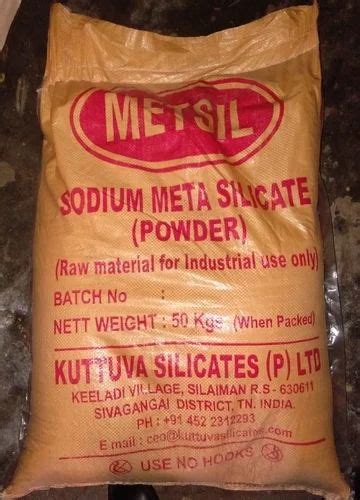 METSIL
SODIUM META SILICATE
(POWDER)
(Raw material for Industrial use only)
BATCH No :
NETT WEIGHT : 50 Kgs. (When Packed)
KUTTUVA SILICATES (P) LTD
KEELADI VILLAGE, SILAIMAN R.S - 630611
SIVAGANGAI DISTRICT, TN. INDIA.
PH : +91 452 2312293
E mail : ceo@kuttuvasilicates.com
USE NO HOOKS